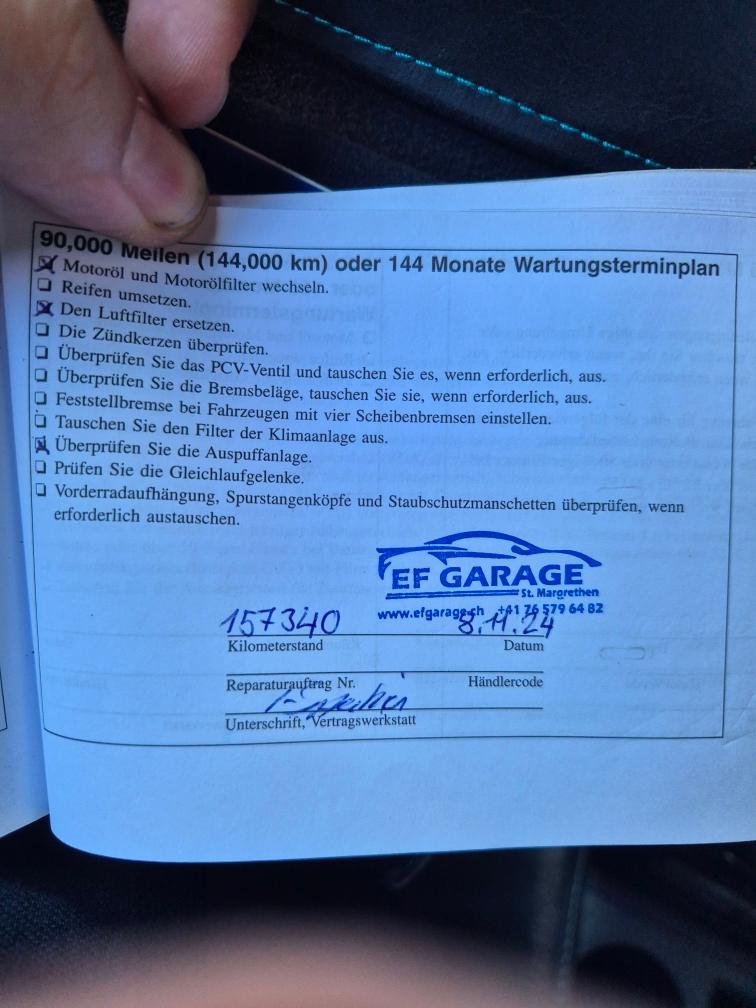 90,000 Meilen (144,000 km) oder 144 Monate Wartungsterminplan
Motoröl und Motorölfilter wechseln.
Reifen umsetzen.
Den Luftfilter ersetzen.
Die Zündkerzen überprüfen.
Überprüfen Sie das PCV-Ventil und tauschen Sie es, wenn erforderlich, aus.
Überprüfen Sie die Bremsbeläge, tauschen Sie sie, wenn erforderlich, aus.
Feststellbremse bei Fahrzeugen mit vier Scheibenbremsen einstellen.
Tauschen Sie den Filter der Klimaanlage aus.
Überprüfen Sie die Auspuffanlage.
Prüfen Sie die Gleichlaufgelenke.
Vorderradaufhängung, Spurstangenköpfe und Staubschutzmanschetten überprüfen, wenn
erforderlich austauschen.
EF GARAGE
St. Margrethen
www.efgarage.ch +41 76 579 64 82
157340 8.11.24
Kilometerstand Datum
Reparaturauftrag Nr. Händlercode
Unterschrift, Vertragswerkstatt